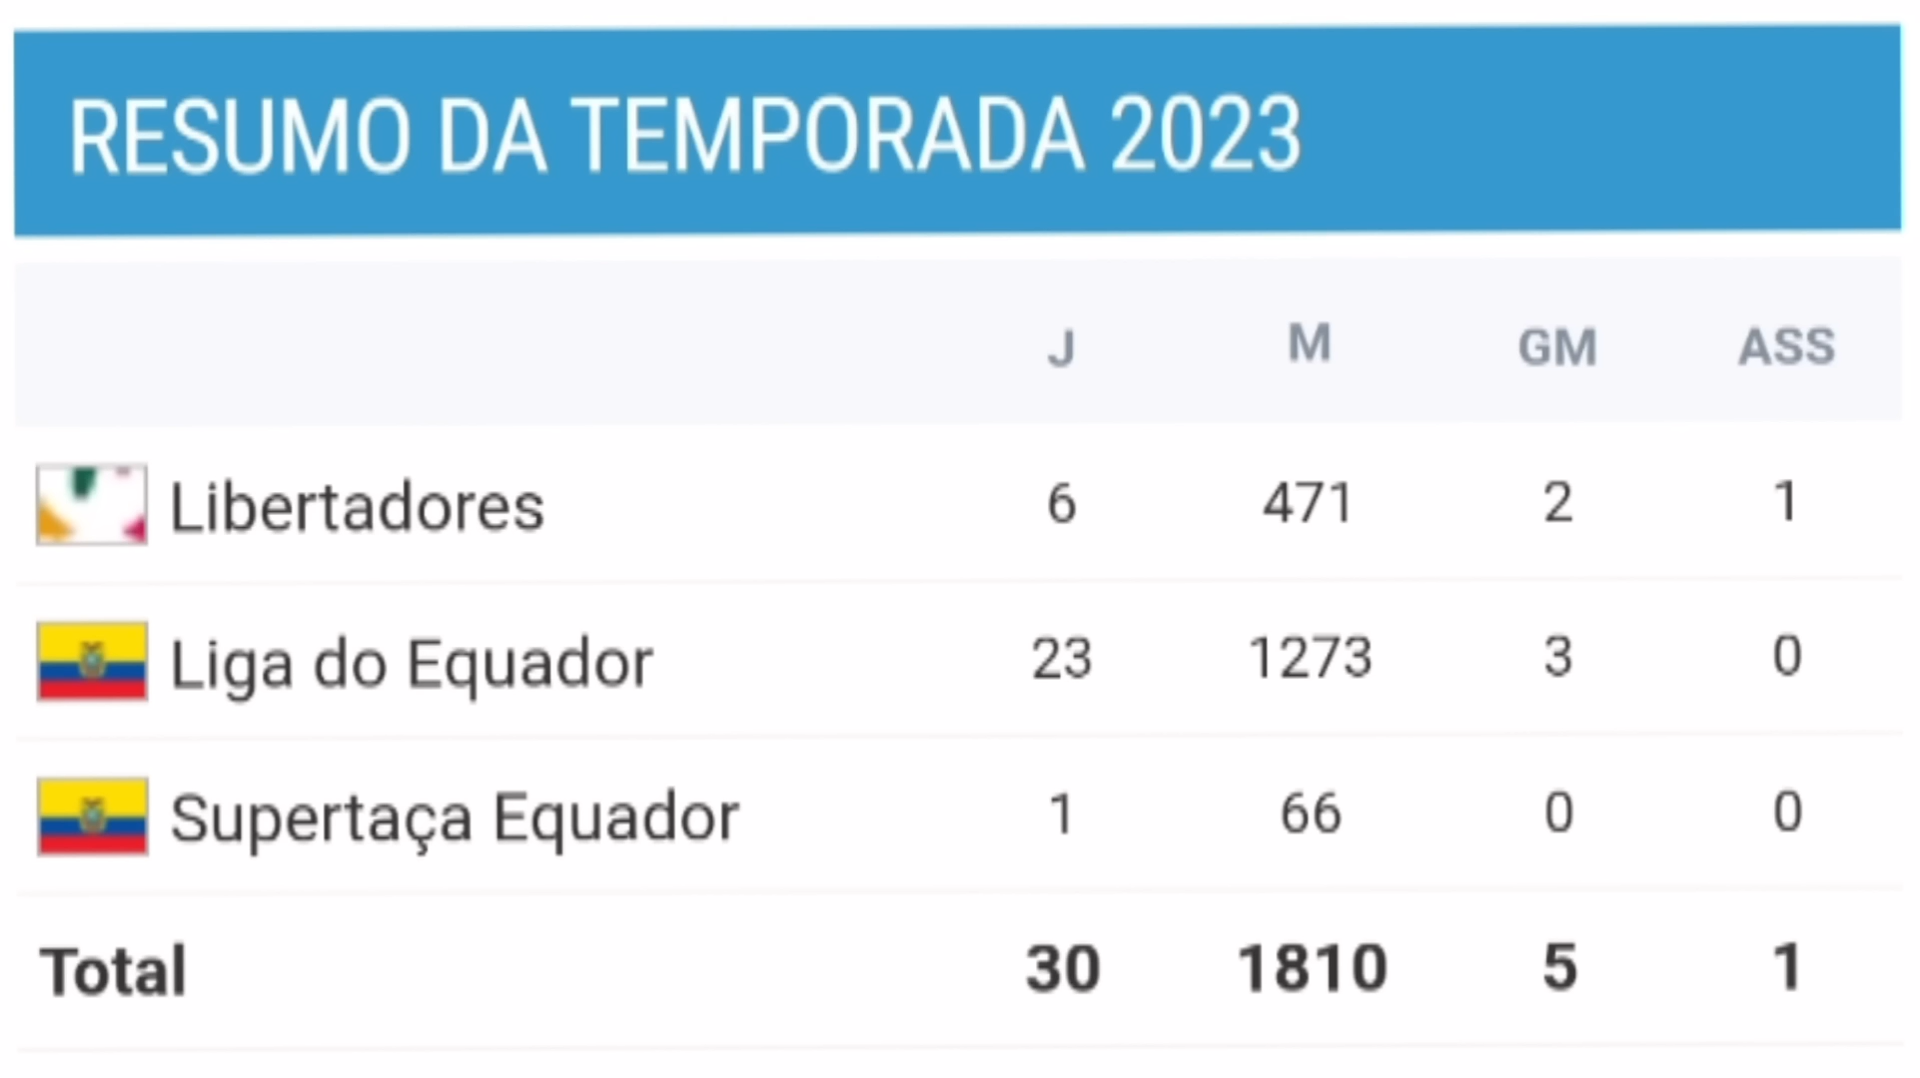 RESUMO DA TEMPORADA 2023
J M GM ASS
Libertadores 6 471 2 1
Liga do Equador 23 1273 3 0
Supertaça Equador 1 66 0 0
Total 30 1810 5 1